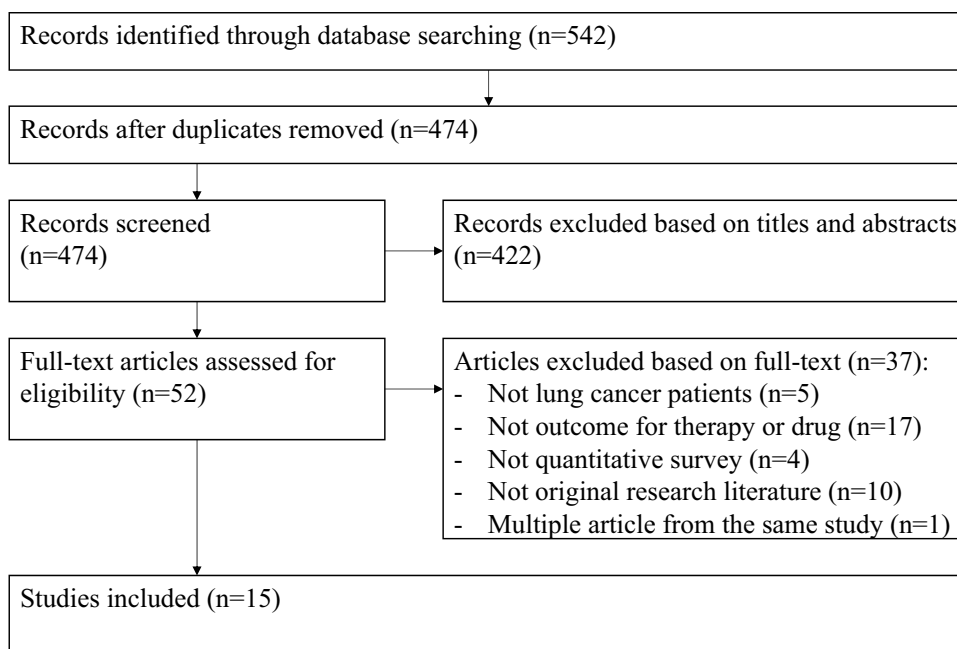 Records identified through database searching (n=542)
Records after duplicates removed (n=474)
Records screened
(n=474)
Records excluded based on titles and abstracts
(n=422)
Full-text articles assessed for
eligibility (n=52)
Articles excluded based on full-text (n=37):
- Not lung cancer patients (n=5)
- Not outcome for therapy or drug (n=17)
- Not quantitative survey (n=4)
- Not original research literature (n=10)
- Multiple article from the same study (n=1)
Studies included (n=15)